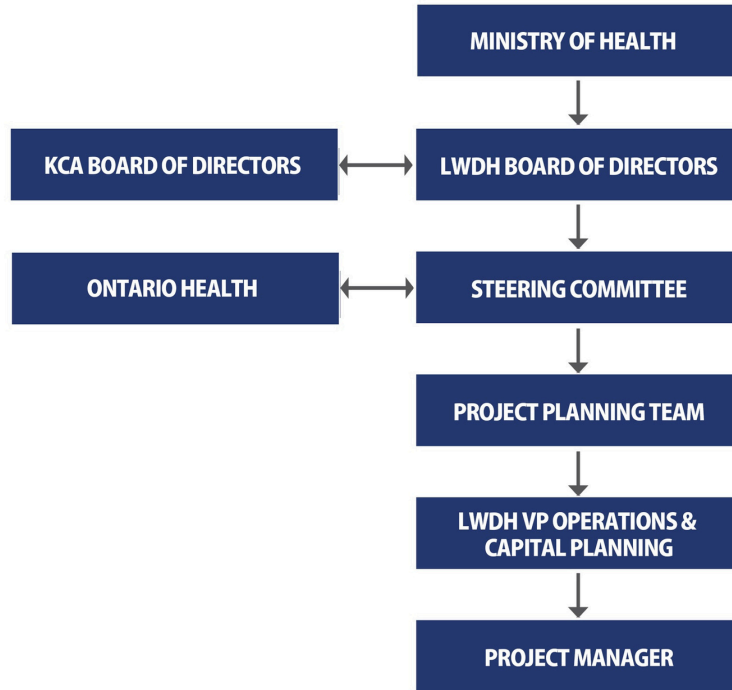 MINISTRY OF HEALTH
KCA BOARD OF DIRECTORS
LWDH BOARD OF DIRECTORS
ONTARIO HEALTH
STEERING COMMITTEE
PROJECT PLANNING TEAM
LWDH VP OPERATIONS &
CAPITAL PLANNING
PROJECT MANAGER